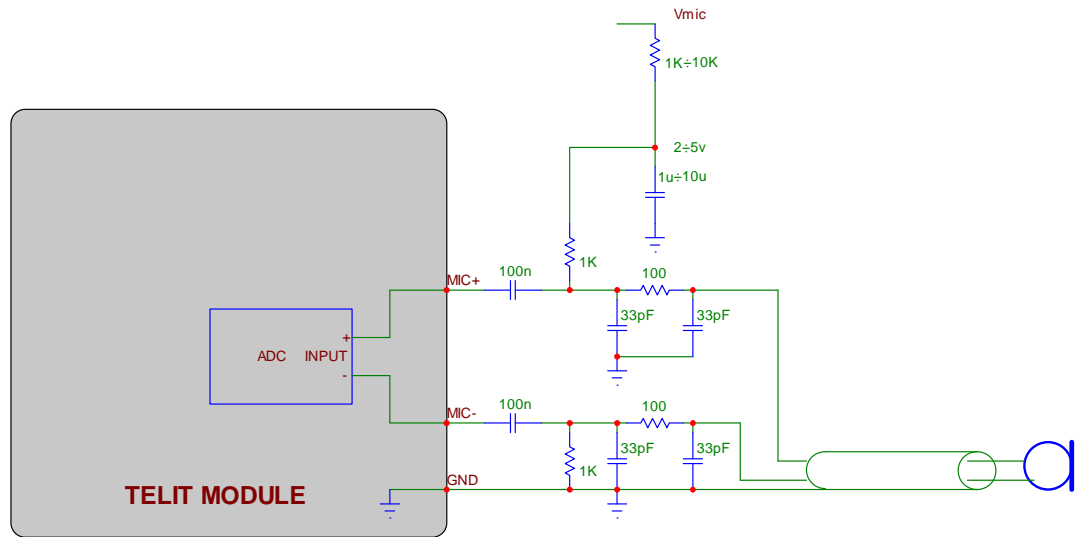 Vmic
1K÷10K
2÷5v
1u÷10u
1K
MIC+
100n
100
33pF
33pF
+
ADC INPUT
-
MIC-
100n
100
33pF
33pF
1K
GND
TELIT MODULE